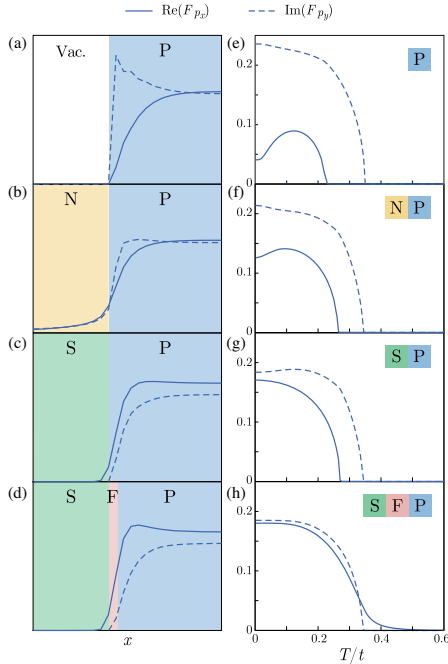 Re(F_{p_x}) Im(F_{p_y})
(a) Vac. P
(e) P
0.2
0.1
0
(b) N P
(f) N P
0.2
0.1
0
(c) S P
(g) S P
0.2
0.1
0
(d) S F P
(h) S F P
0.2
0.1
0
0 0.2 0.4 0.6
x
T/t